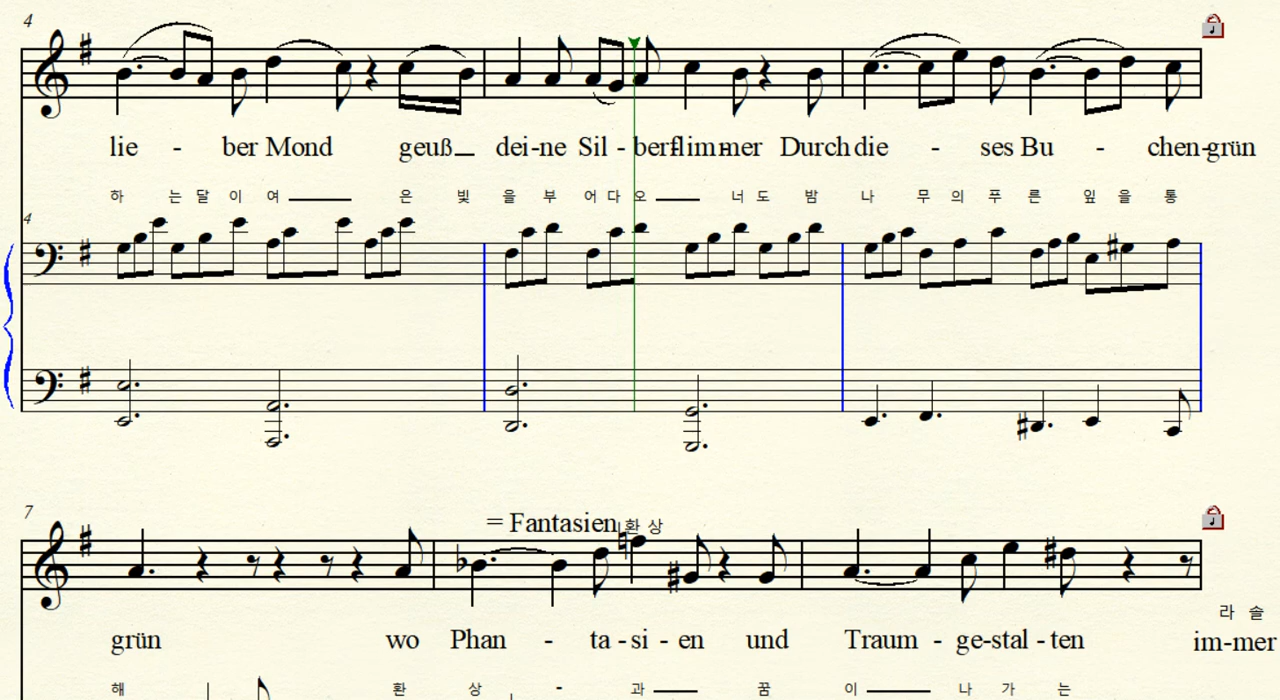 4
lie - ber Mond geuß dei-ne Sil - berflimmer Durch die - ses Bu - chen-grün
하 는 달 이 여 은 빛 을 부 어 다 오 너 도 밤 나 무 의 푸 른 잎 을 통
4
7
= Fantasien 환 상
라 솔
grün wo Phan - ta - si - en und Traum - ge-stal - ten im-mer
해 환 상 - 과 꿈 이 나 가 는